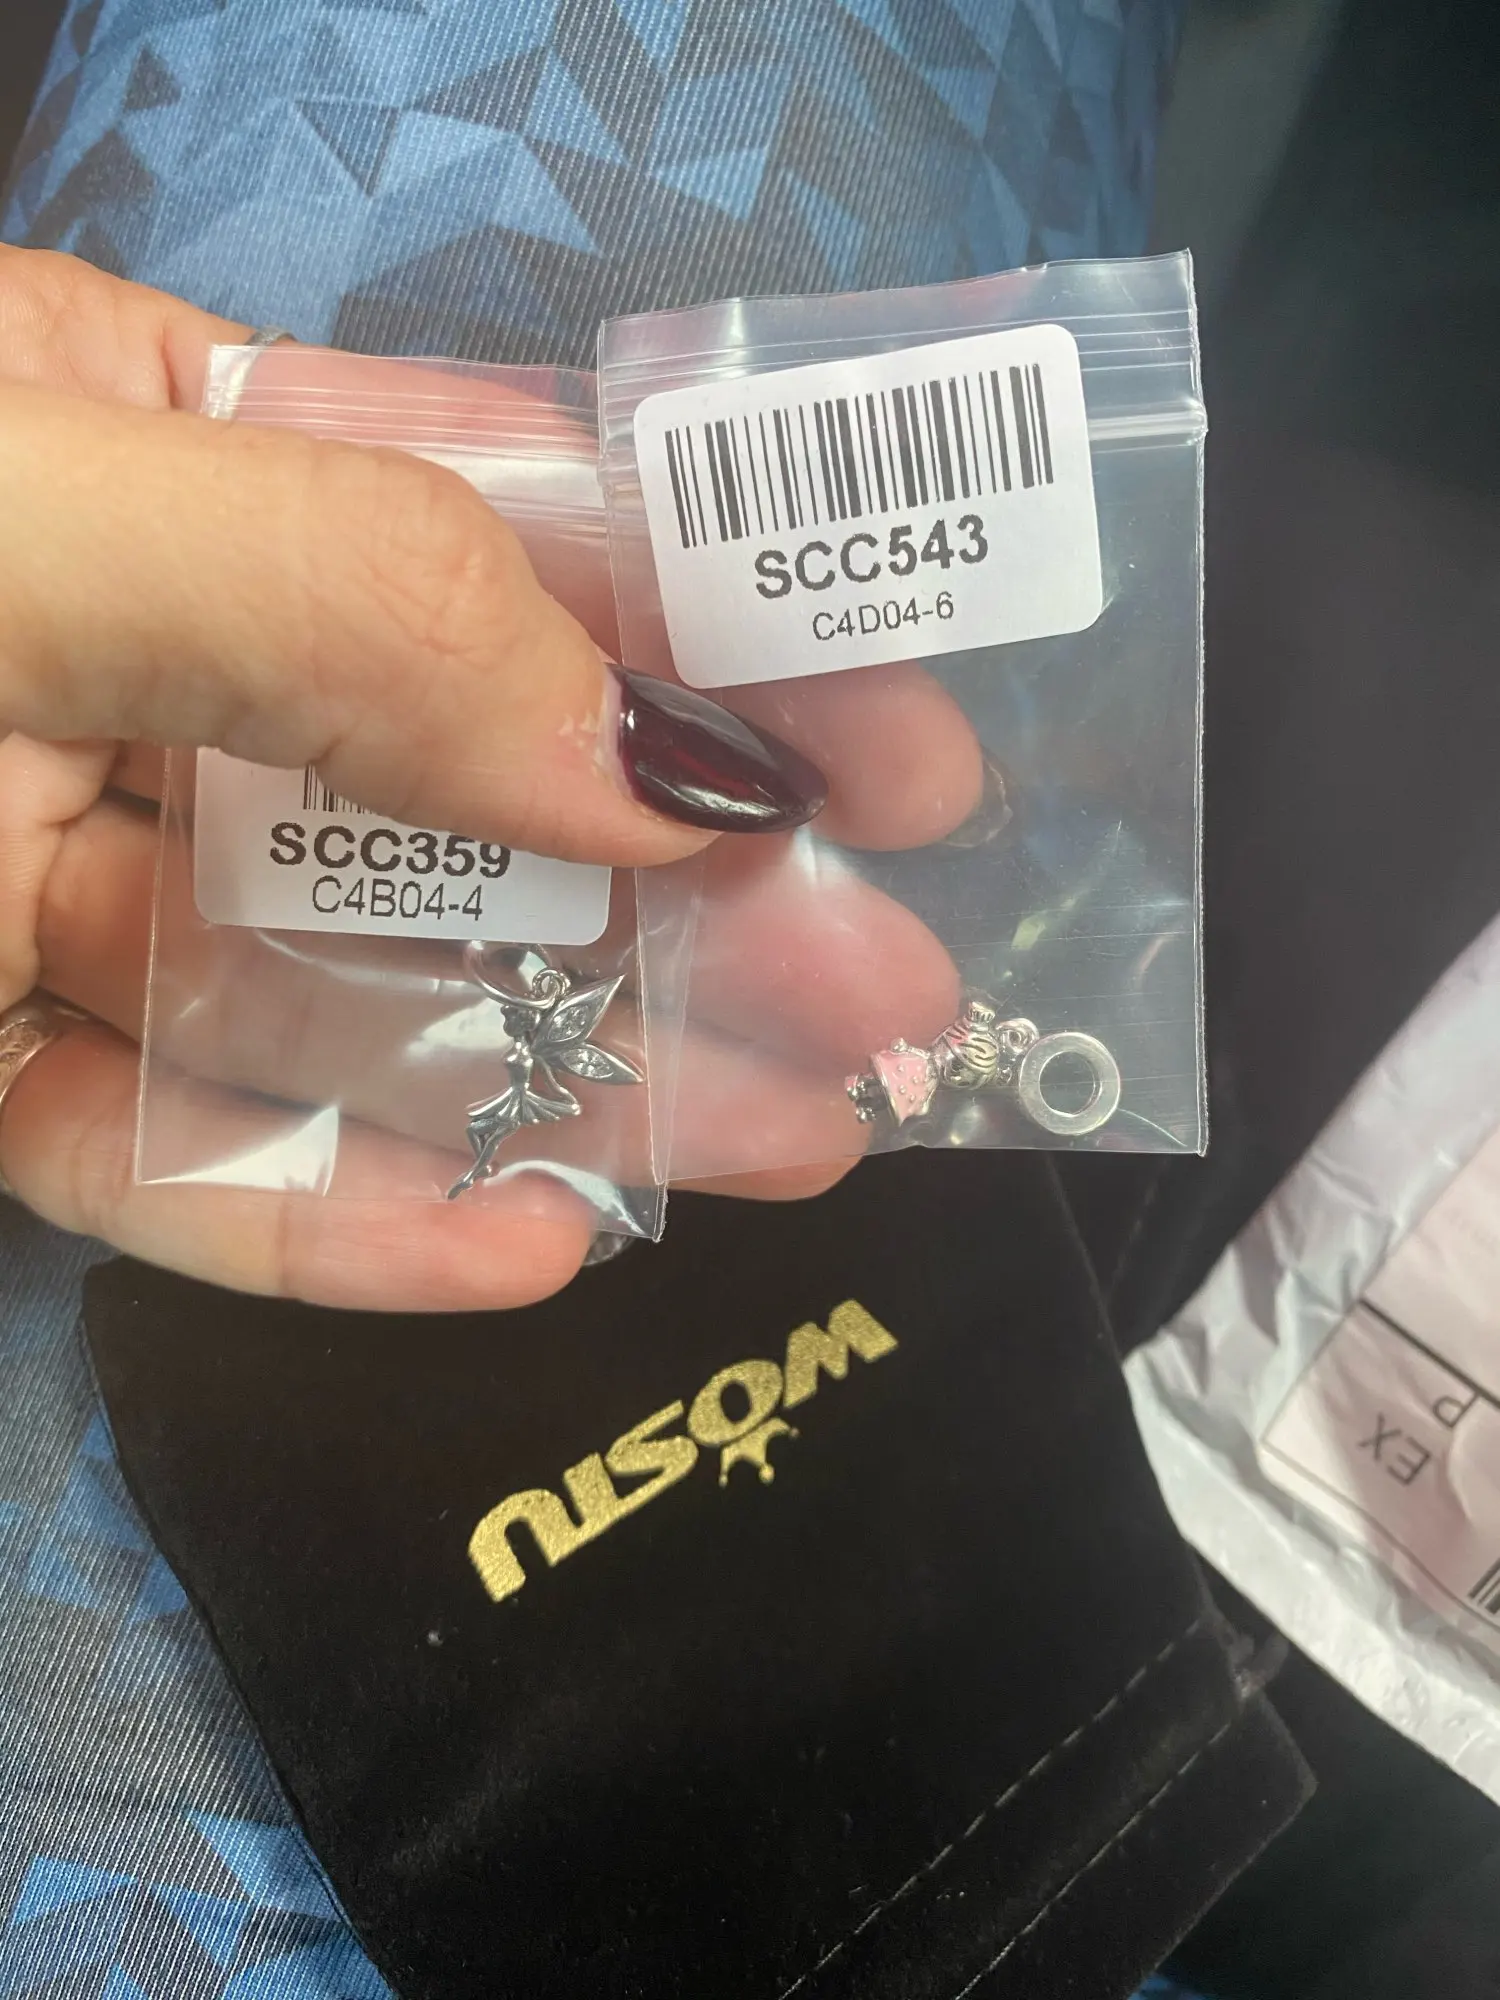 SCC543
C4D04-6
SCC359
C4B04-4
WOSTU
EX
P